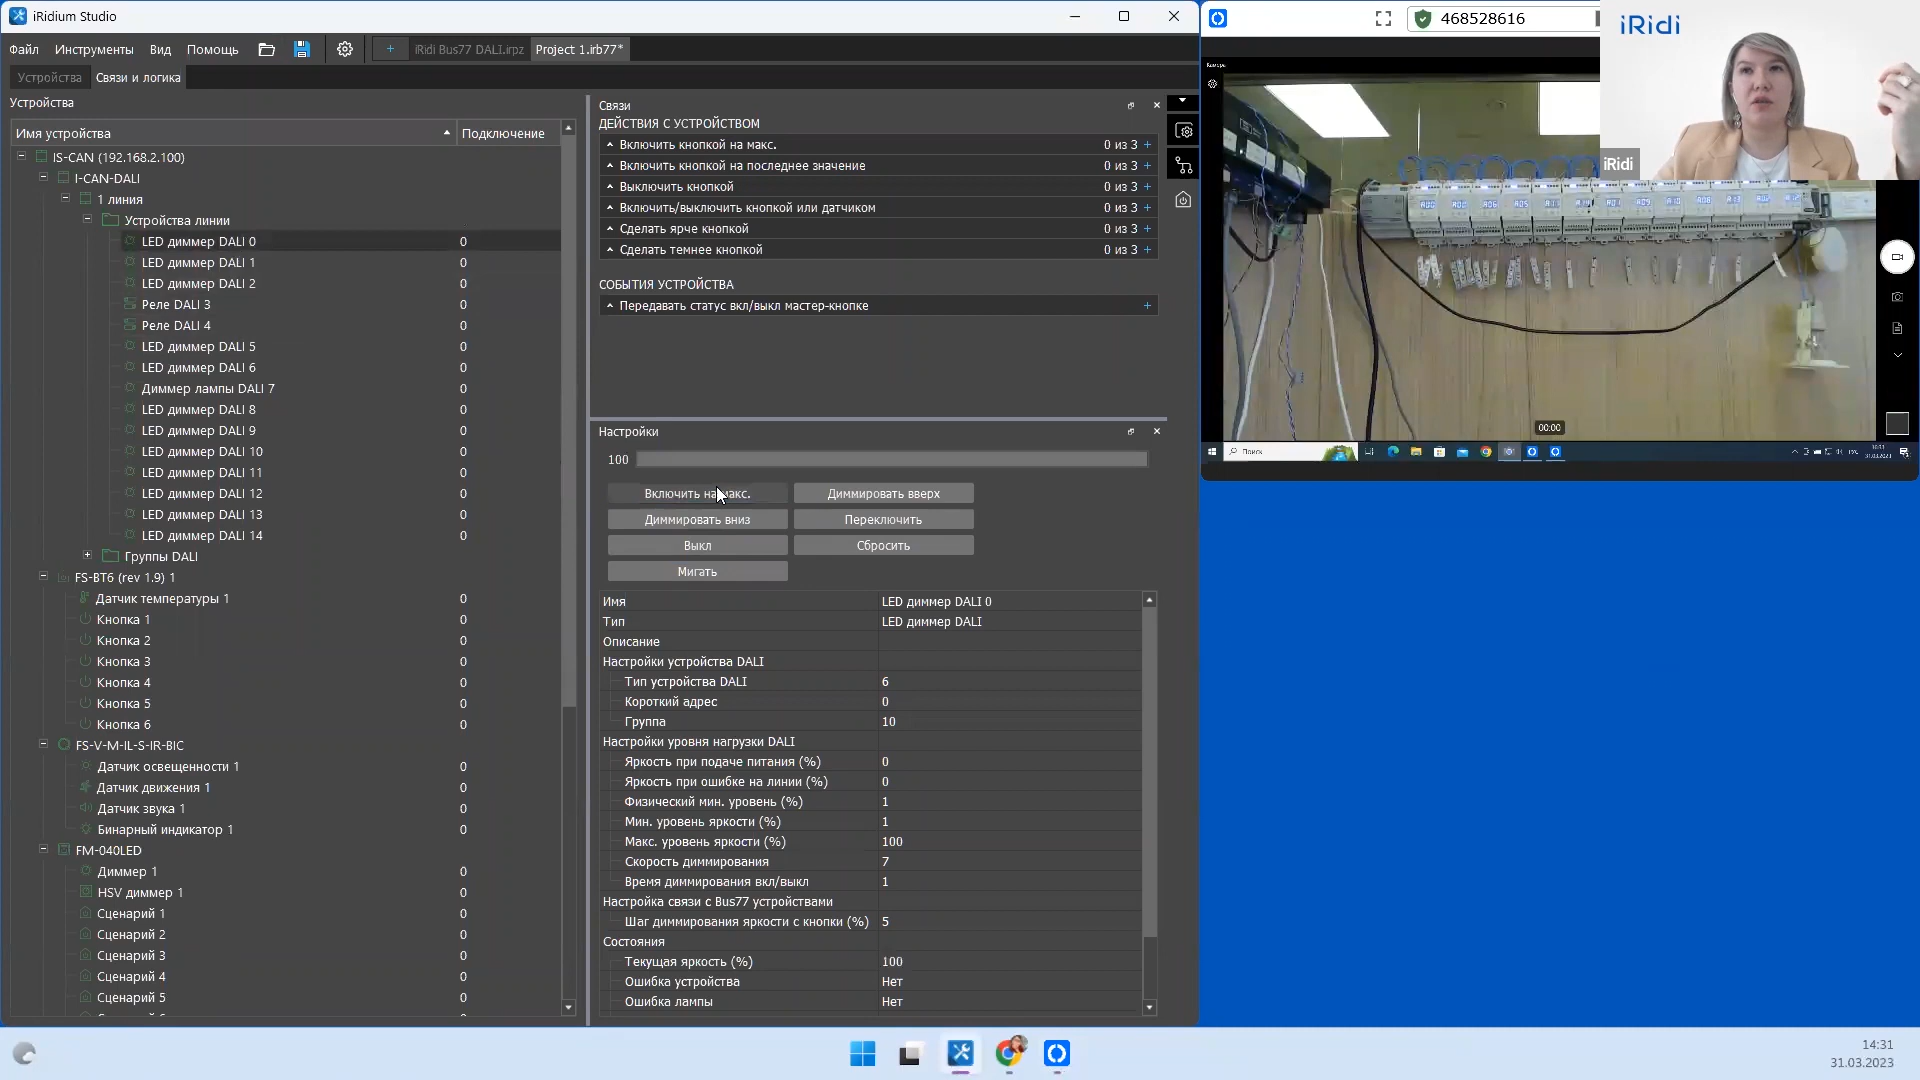 iRidium Studio
Файл Инструменты Вид Помощь
+ iRidi Bus77 DALI.irpz Project 1.irb77*
Устройства Связи и логика
Устройства
Имя устройства Подключение
IS-CAN (192.168.2.100)
I-CAN-DALI
1 линия
Устройства линии
LED диммер DALI 0 0
LED диммер DALI 1 0
LED диммер DALI 2 0
Реле DALI 3 0
Реле DALI 4 0
LED диммер DALI 5 0
LED диммер DALI 6 0
Диммер лампы DALI 7 0
LED диммер DALI 8 0
LED диммер DALI 9 0
LED диммер DALI 10 0
LED диммер DALI 11 0
LED диммер DALI 12 0
LED диммер DALI 13 0
LED диммер DALI 14 0
Группы DALI
FS-BT6 (rev 1.9) 1
Датчик температуры 1 0
Кнопка 1 0
Кнопка 2 0
Кнопка 3 0
Кнопка 4 0
Кнопка 5 0
Кнопка 6 0
FS-V-M-IL-S-IR-BIC
Датчик освещенности 1 0
Датчик движения 1 0
Датчик звука 1 0
Бинарный индикатор 1 0
FM-040LED
Диммер 1 0
HSV диммер 1 0
Сценарий 1 0
Сценарий 2 0
Сценарий 3 0
Сценарий 4 0
Сценарий 5 0
Связи
ДЕЙСТВИЯ С УСТРОЙСТВОМ
Включить кнопкой на макс. 0 из 3 +
Включить кнопкой на последнее значение 0 из 3 +
Выключить кнопкой 0 из 3 +
Включить/выключить кнопкой или датчиком 0 из 3 +
Сделать ярче кнопкой 0 из 3 +
Сделать темнее кнопкой 0 из 3 +
СОБЫТИЯ УСТРОЙСТВА
Передавать статус вкл/выкл мастер-кнопке +
Настройки
100
Включить на макс. Диммировать вверх
Диммировать вниз Переключить
Выкл Сбросить
Мигать
Имя LED диммер DALI 0
Тип LED диммер DALI
Описание
Настройки устройства DALI
Тип устройства DALI 6
Короткий адрес 0
Группа 10
Настройки уровня нагрузки DALI
Яркость при подаче питания (%) 0
Яркость при ошибке на линии (%) 0
Физический мин. уровень (%) 1
Мин. уровень яркости (%) 1
Макс. уровень яркости (%) 100
Скорость диммирования 7
Время диммирования вкл/выкл 1
Настройка связи с Bus77 устройствами
Шаг диммирования яркости с кнопки (%) 5
Состояния
Текущая яркость (%) 100
Ошибка устройства Нет
Ошибка лампы Нет
468528616
iRidi
iRidi
Камера
00:00
Поиск
31.03.2023
14:31
31.03.2023